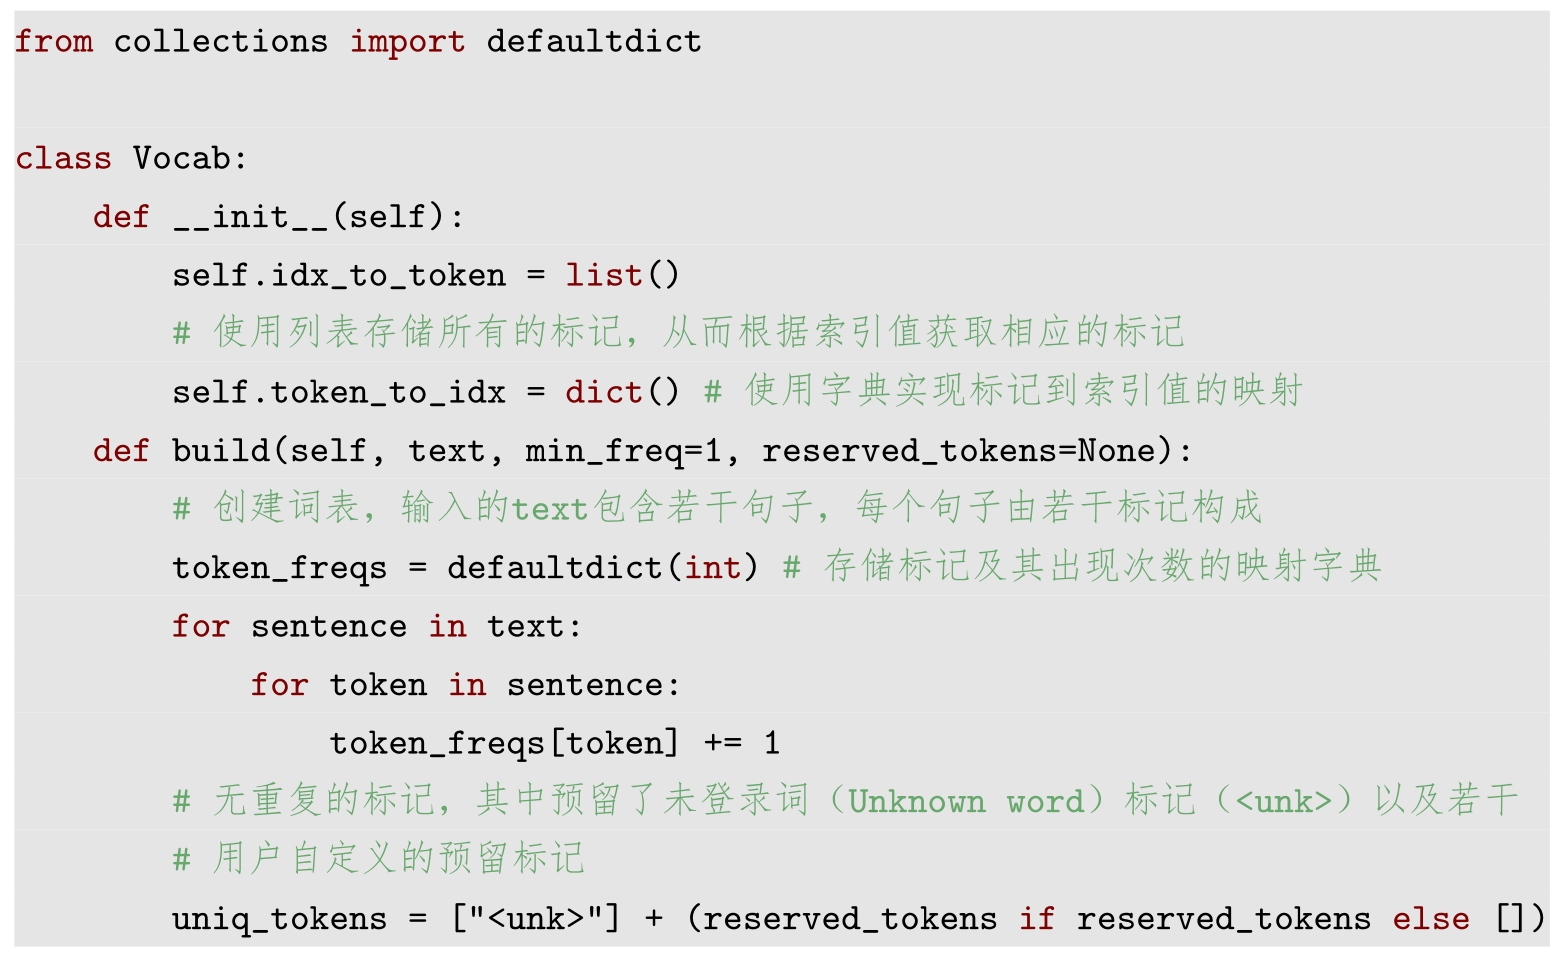 from collections import defaultdict

class Vocab:
    def __init__(self):
        self.idx_to_token = list()
        # 使用列表存储所有的标记，从而根据索引值获取相应的标记
        self.token_to_idx = dict() # 使用字典实现标记到索引值的映射
    def build(self, text, min_freq=1, reserved_tokens=None):
        # 创建词表，输入的text包含若干句子，每个句子由若干标记构成
        token_freqs = defaultdict(int) # 存储标记及其出现次数的映射字典
        for sentence in text:
            for token in sentence:
                token_freqs[token] += 1
        # 无重复的标记，其中预留了未登录词（Unknown word）标记（<unk>）以及若干
        # 用户自定义的预留标记
        uniq_tokens = ["<unk>"] + (reserved_tokens if reserved_tokens else [])